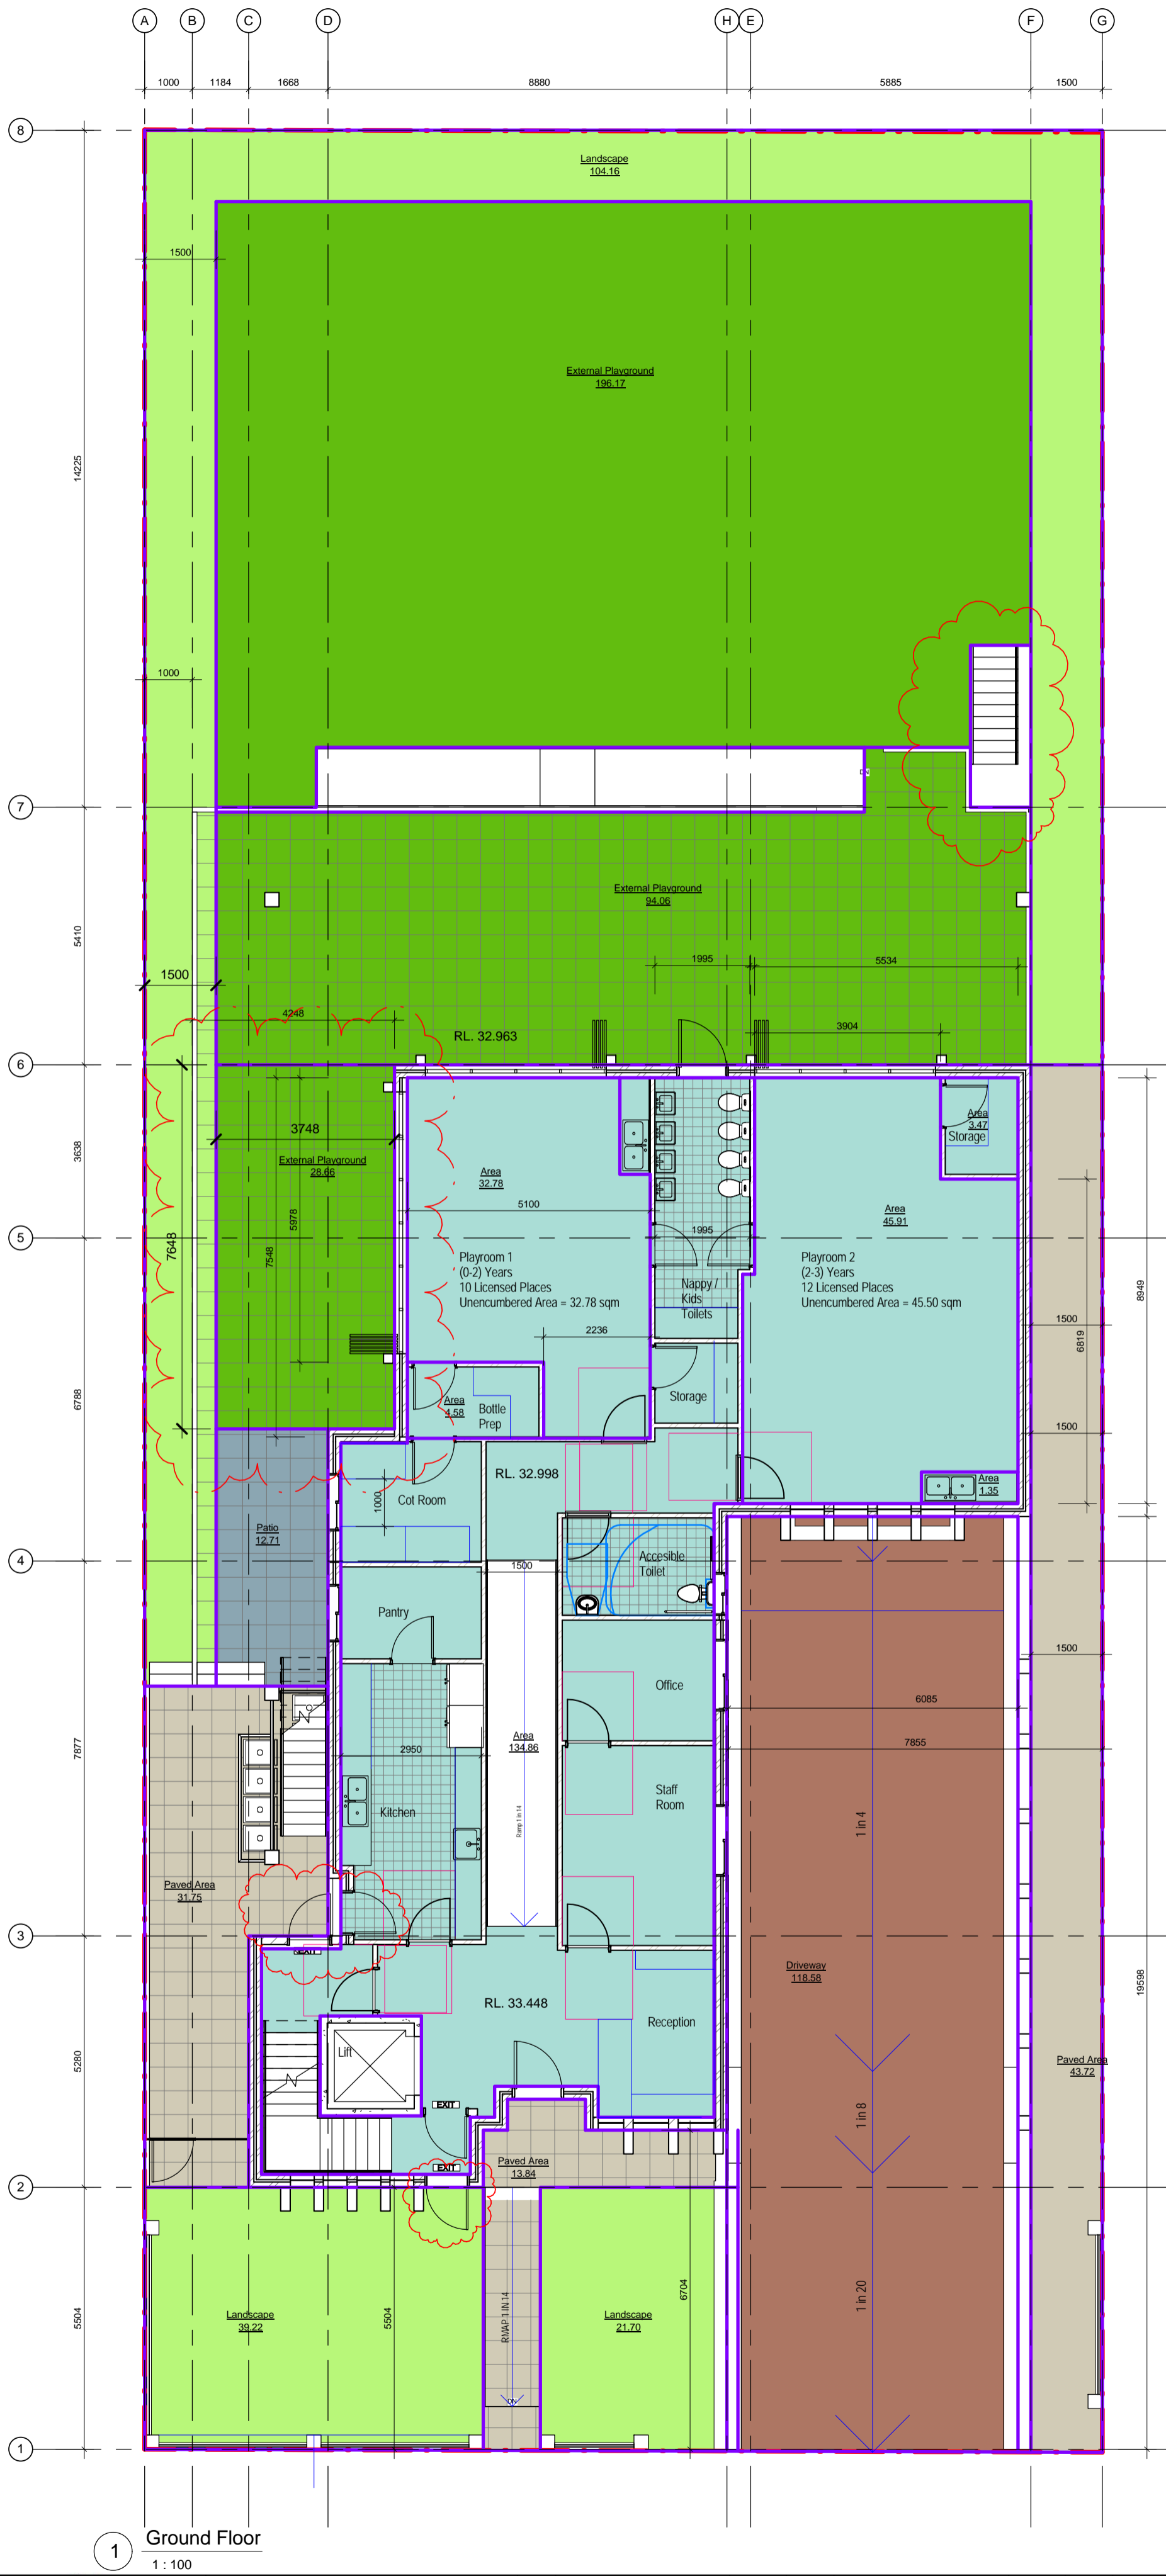 A B C D H E F G
1000 1184 1668 8880 5885 1500
8
Landscape
104.16
1500
External Playground
196.17
14225
1000
DN
7
External Playground
94.06
5410
1995
5534
1500
4248
3904
RL. 32.963
6
3748
External Playground
28.66
3638
5978
7548
7648
Area
32.78
5100
1995
Area
3.47
Storage
Area
45.91
5
Playroom 1
(0-2) Years
10 Licensed Places
Unencumbered Area = 32.78 sqm
Playroom 2
(2-3) Years
12 Licensed Places
Unencumbered Area = 45.50 sqm
Nappy /
Kids
Toilets
8949
1500
6819
2236
6788
Area
4.58
Bottle
Prep
Storage
1500
RL. 32.998
Cot Room
1000
Area
1.35
Patio
12.71
4
1500
Accesible
Toilet
Pantry
1500
Office
6085
7855
7877
2950
Area
134.86
Staff
Room
Kitchen
Ramp 1 in 14
1 in 4
Paved Area
31.75
3
EXIT
Driveway
118.58
RL. 33.448
Reception
19598
Lift
5280
Paved Area
43.72
EXIT
1 in 8
EXIT
Paved Area
13.84
2
RMAP 1 IN 14
1 in 20
6704
Landscape
39.22
5504
5504
Landscape
21.70
DN
1
1
Ground Floor
1 : 100